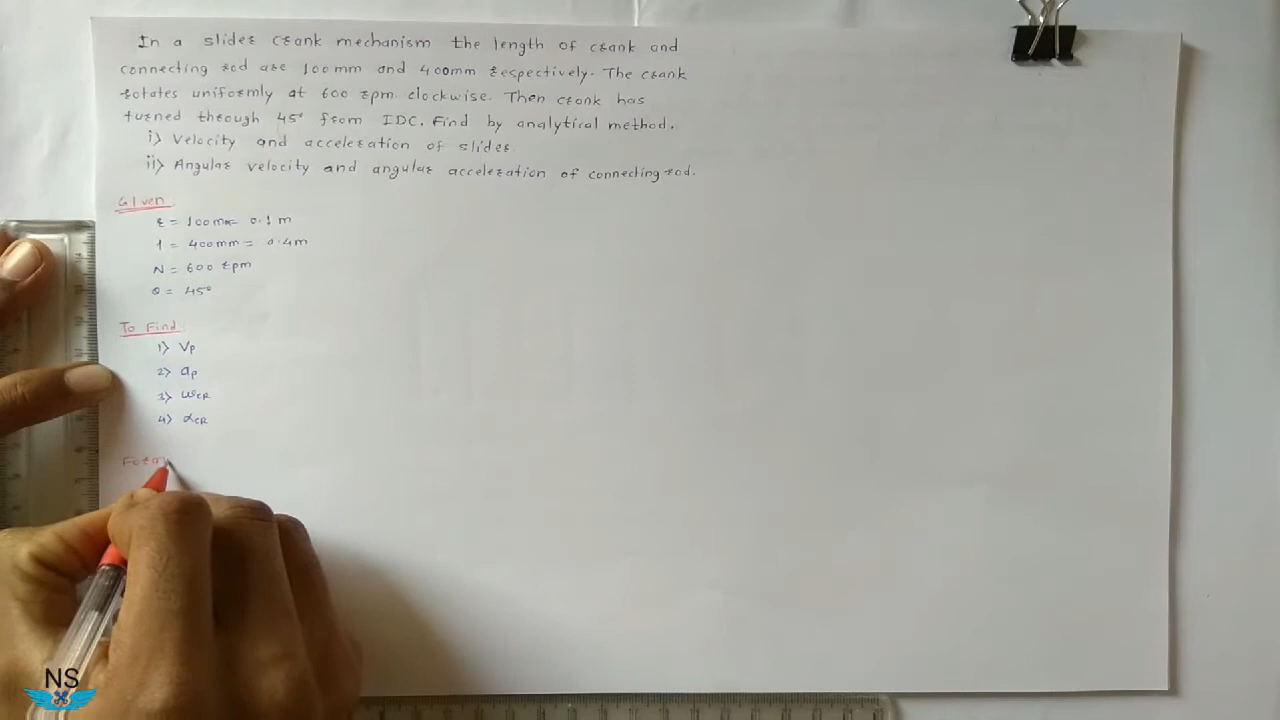 In a slider crank mechanism the length of crank and
connecting rod are 100mm and 400mm respectively. The crank
rotates uniformly at 600 rpm clockwise. Then crank has
turned through 45° from IDC. Find by analytical method.
i) Velocity and acceleration of slider.
ii) Angular velocity and angular acceleration of connecting rod.
Given
r = 100mm = 0.1 m
l = 400mm = 0.4m
N = 600 rpm
θ = 45°
To Find
1) Vp
2) ap
3) ωCR
4) αCR
Form
NS